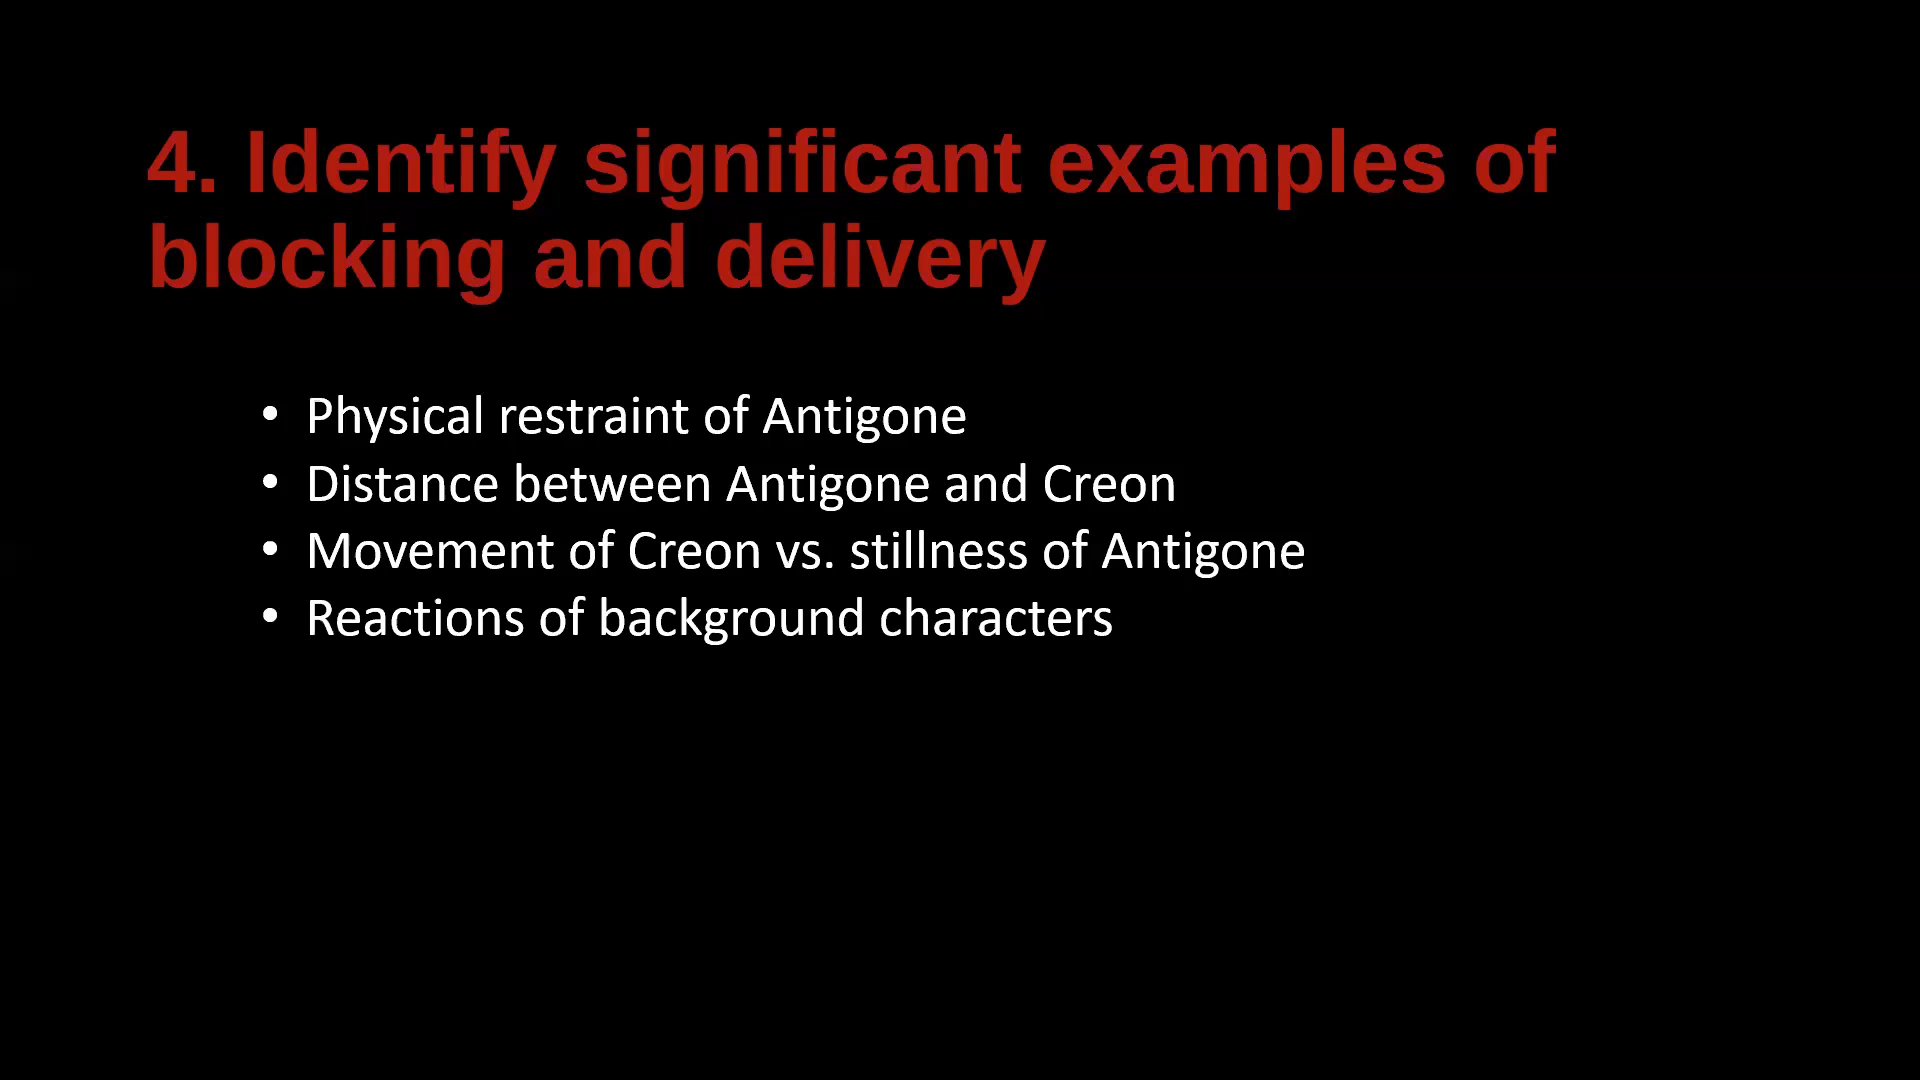 4. Identify significant examples of
blocking and delivery
• Physical restraint of Antigone
• Distance between Antigone and Creon
• Movement of Creon vs. stillness of Antigone
• Reactions of background characters